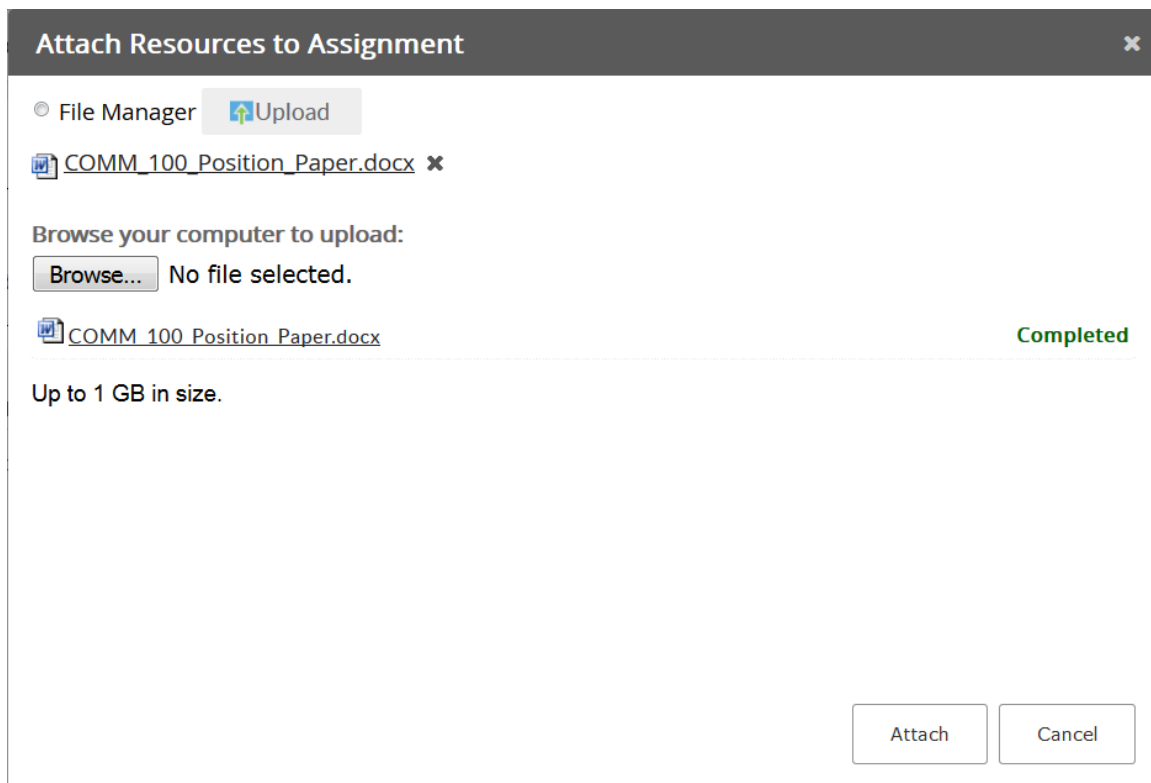 Attach Resources to Assignment
File Manager Upload
COMM_100_Position_Paper.docx
Browse your computer to upload:
Browse... No file selected.
COMM_100_Position_Paper.docx Completed
Up to 1 GB in size.
Attach Cancel